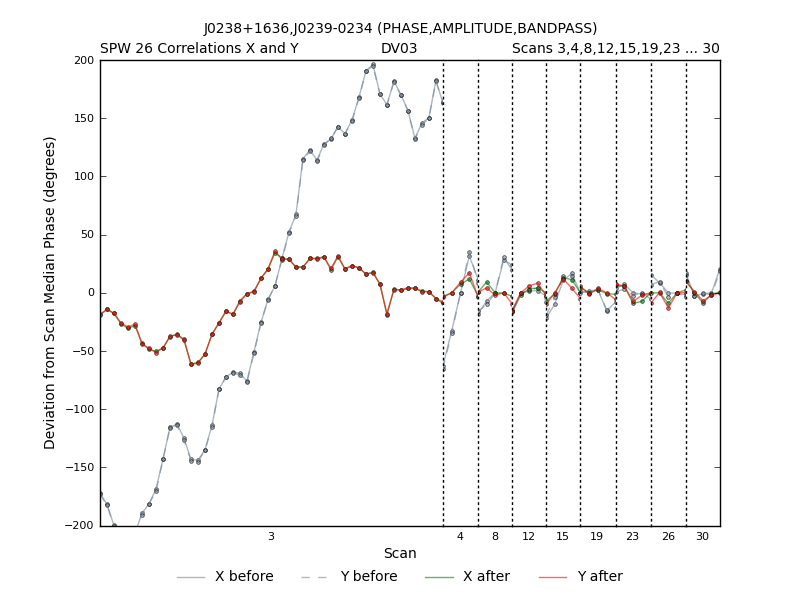 J0238+1636,J0239-0234 (PHASE,AMPLITUDE,BANDPASS)
SPW 26 Correlations X and Y DV03 Scans 3,4,8,12,15,19,23 ... 30
Deviation from Scan Median Phase (degrees)
200
150
100
50
0
−50
−100
−150
−200
3 4 8 12 15 19 23 26 30
Scan
X before Y before X after Y after